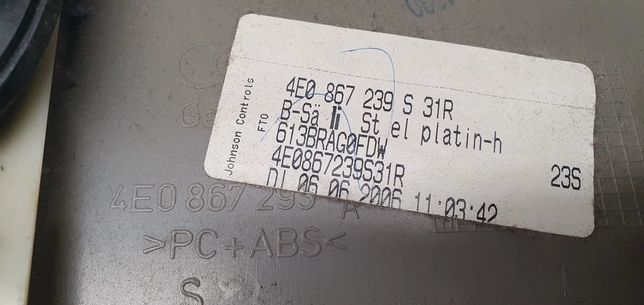 Johnson Controls
FTO
4E0 867 239 S 31R
B-Sä li St el platin-h
613BRAG0FDW
4E0867239S31R
23S
DI 06.06.2006 11:03:42
4E0 867 293 A
>PC+ABS<
S